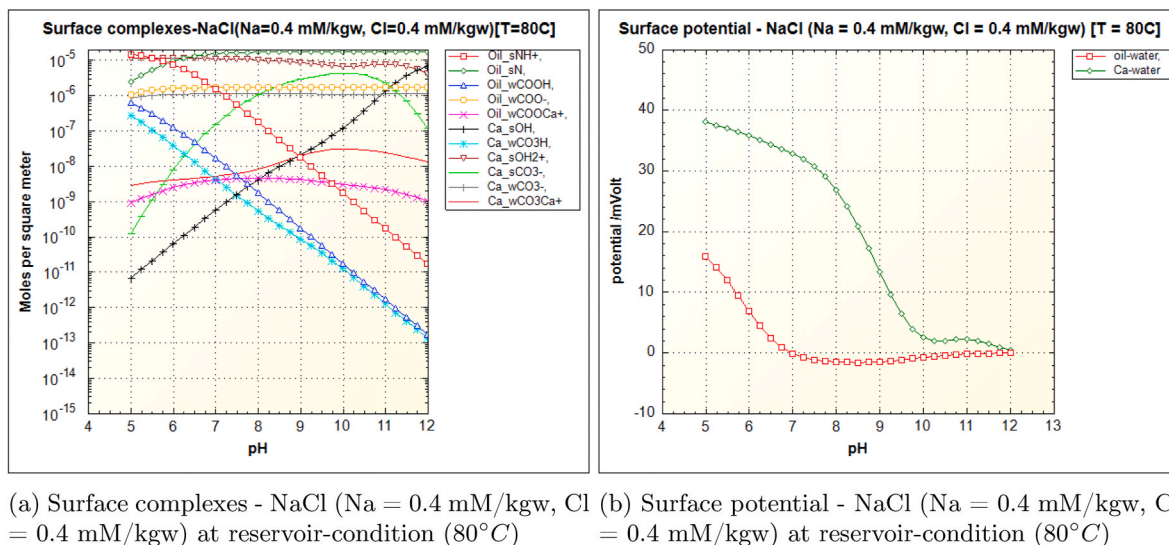 Surface complexes-NaCl(Na=0.4 mM/kgw, Cl=0.4 mM/kgw)[T=80C]
10-5
10-6
10-7
10-8
10-9
10-10
10-11
10-12
10-13
10-14
10-15
Moles per square meter
4 5 6 7 8 9 10 11 12
pH
Oil_sNH+,
Oil_sN,
Oil_wCOOH,
Oil_wCOO-,
Oil_wCOOCa+,
Ca_sOH,
Ca_wCO3H,
Ca_sOH2+,
Ca_sCO3-,
Ca_wCO3-,
Ca_wCO3Ca+
Surface potential - NaCl (Na = 0.4 mM/kgw, Cl = 0.4 mM/kgw) [T = 80C]
50
40
30
20
10
0
-10
potential /mVolt
4 5 6 7 8 9 10 11 12 13
pH
oil-water,
Ca-water
(a) Surface complexes - NaCl (Na = 0.4 mM/kgw, Cl
= 0.4 mM/kgw) at reservoir-condition (80°C)
(b) Surface potential - NaCl (Na = 0.4 mM/kgw, C
= 0.4 mM/kgw) at reservoir-condition (80°C)